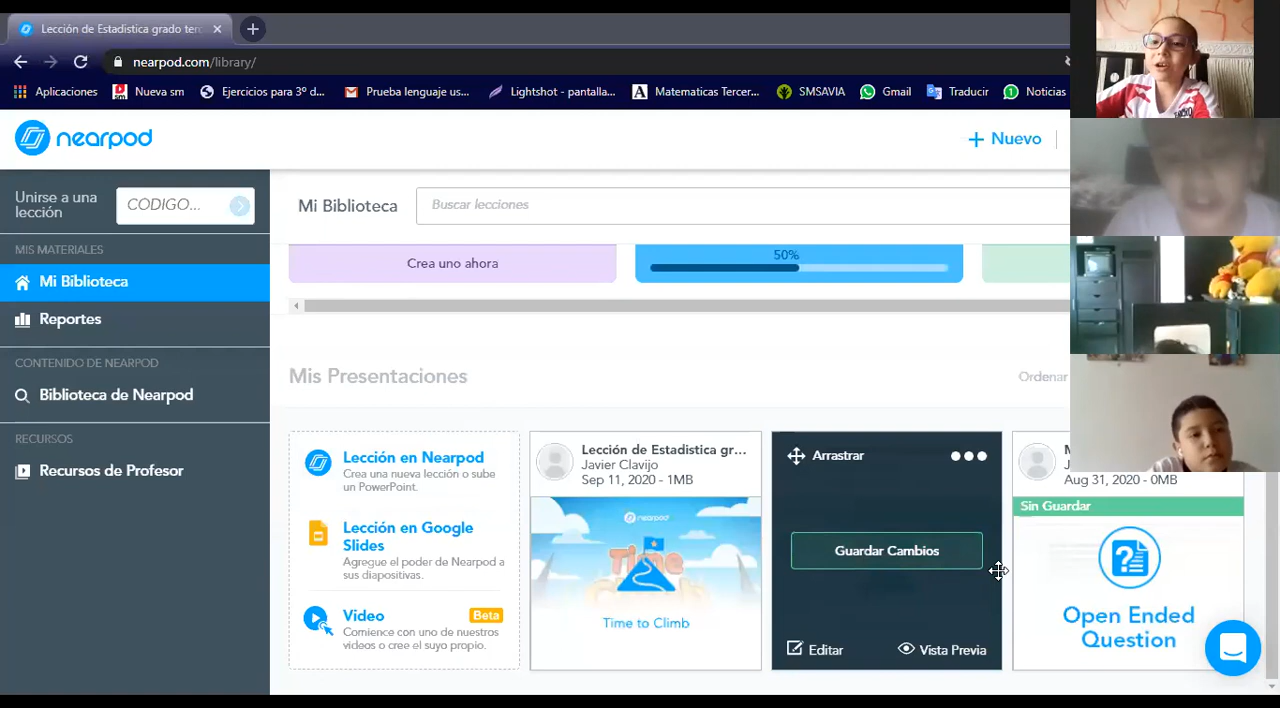 Lección de Estadistica grado terc
nearpod.com/library/
Aplicaciones
Nueva sm
Ejercicios para 3º d...
Prueba lenguaje us...
Lightshot - pantalla...
Matematicas Tercer...
SMSAVIA
Gmail
Traducir
Noticias
nearpod
+ Nuevo
Unirse a una
lección
CODIGO...
Mi Biblioteca
Buscar lecciones
MIS MATERIALES
Mi Biblioteca
Reportes
CONTENIDO DE NEARPOD
Biblioteca de Nearpod
RECURSOS
Recursos de Profesor
Crea uno ahora
50%
Mis Presentaciones
Ordenar
Lección en Nearpod
Crea una nueva lección o sube
un PowerPoint.
Lección en Google
Slides
Agregue el poder de Nearpod a
sus diapositivas.
Video
Beta
Comience con uno de nuestros
videos o cree el suyo propio.
Lección de Estadistica gr...
Javier Clavijo
Sep 11, 2020 - 1MB
nearpod
Time
Time to Climb
Arrastrar
Guardar Cambios
Editar
Vista Previa
Aug 31, 2020 - 0MB
Sin Guardar
Open Ended
Question